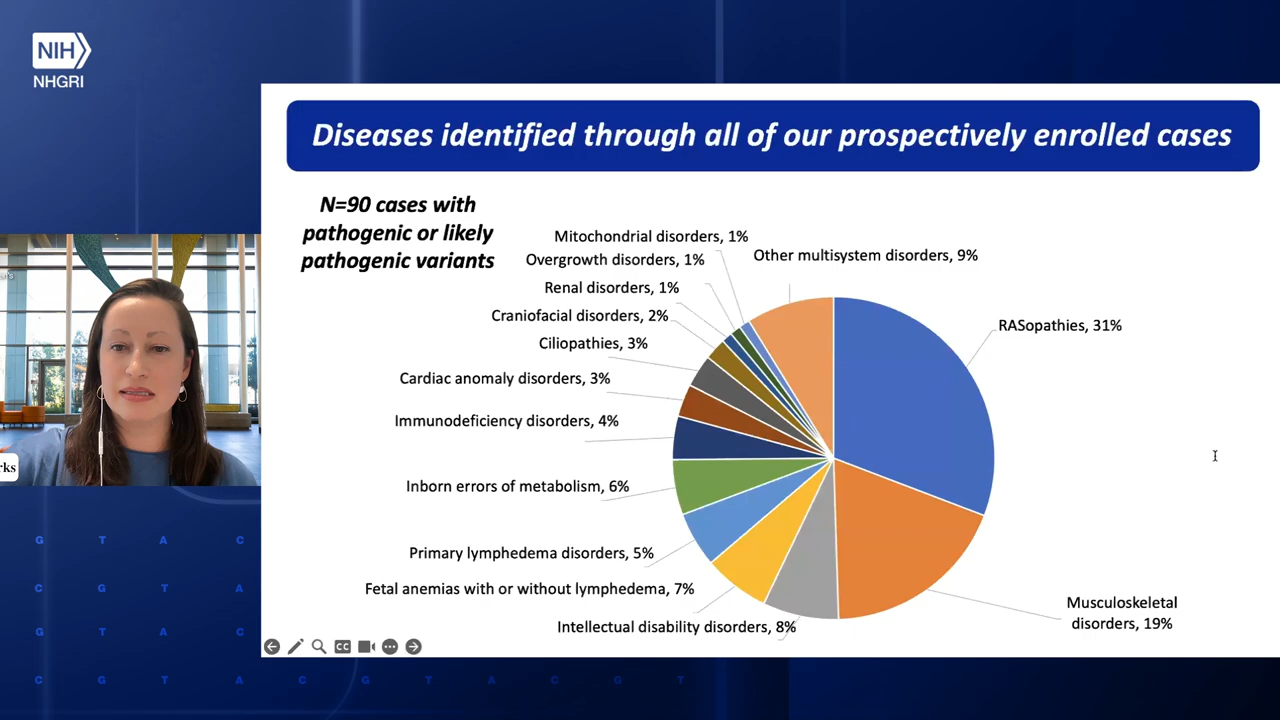 NIH
NHGRI
Diseases identified through all of our prospectively enrolled cases
N=90 cases with
pathogenic or likely
pathogenic variants
Mitochondrial disorders, 1%
Other multisystem disorders, 9%
Overgrowth disorders, 1%
Renal disorders, 1%
Craniofacial disorders, 2%
RASopathies, 31%
Ciliopathies, 3%
Cardiac anomaly disorders, 3%
Immunodeficiency disorders, 4%
Inborn errors of metabolism, 6%
Primary lymphedema disorders, 5%
Fetal anemias with or without lymphedema, 7%
Musculoskeletal
disorders, 19%
Intellectual disability disorders, 8%
rks
CC
G T A C
C G T A
G T A C
C G T A C G T A C G T